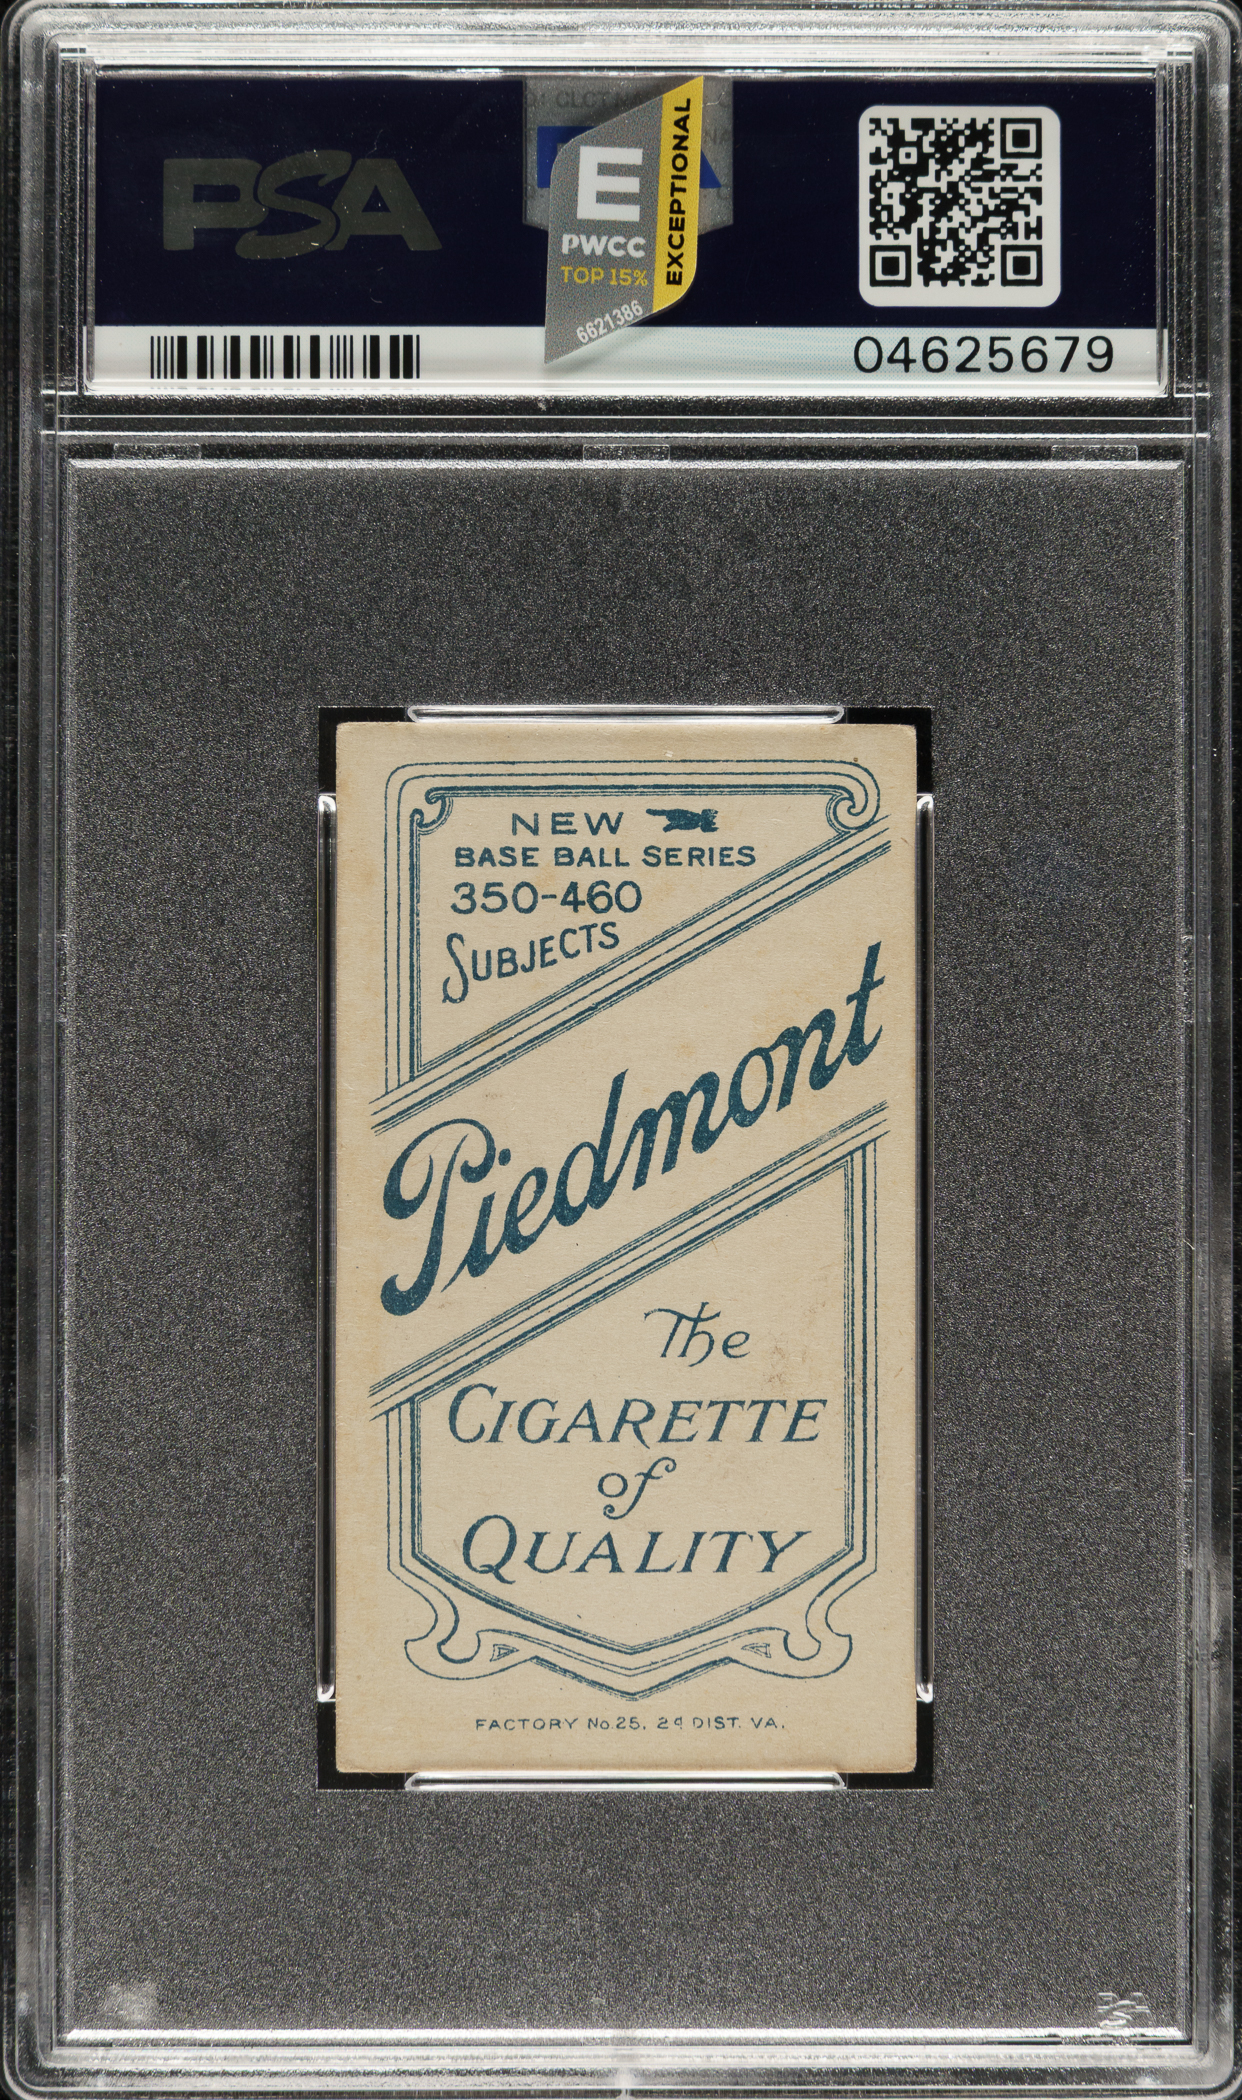 PSA
E
PWCC
TOP 15%
EXCEPTIONAL
6621386
04625679
NEW
BASE BALL SERIES
350-460
SUBJECTS
Piedmont
The
CIGARETTE
of
QUALITY
FACTORY No. 25, 2d DIST. VA.
PSA